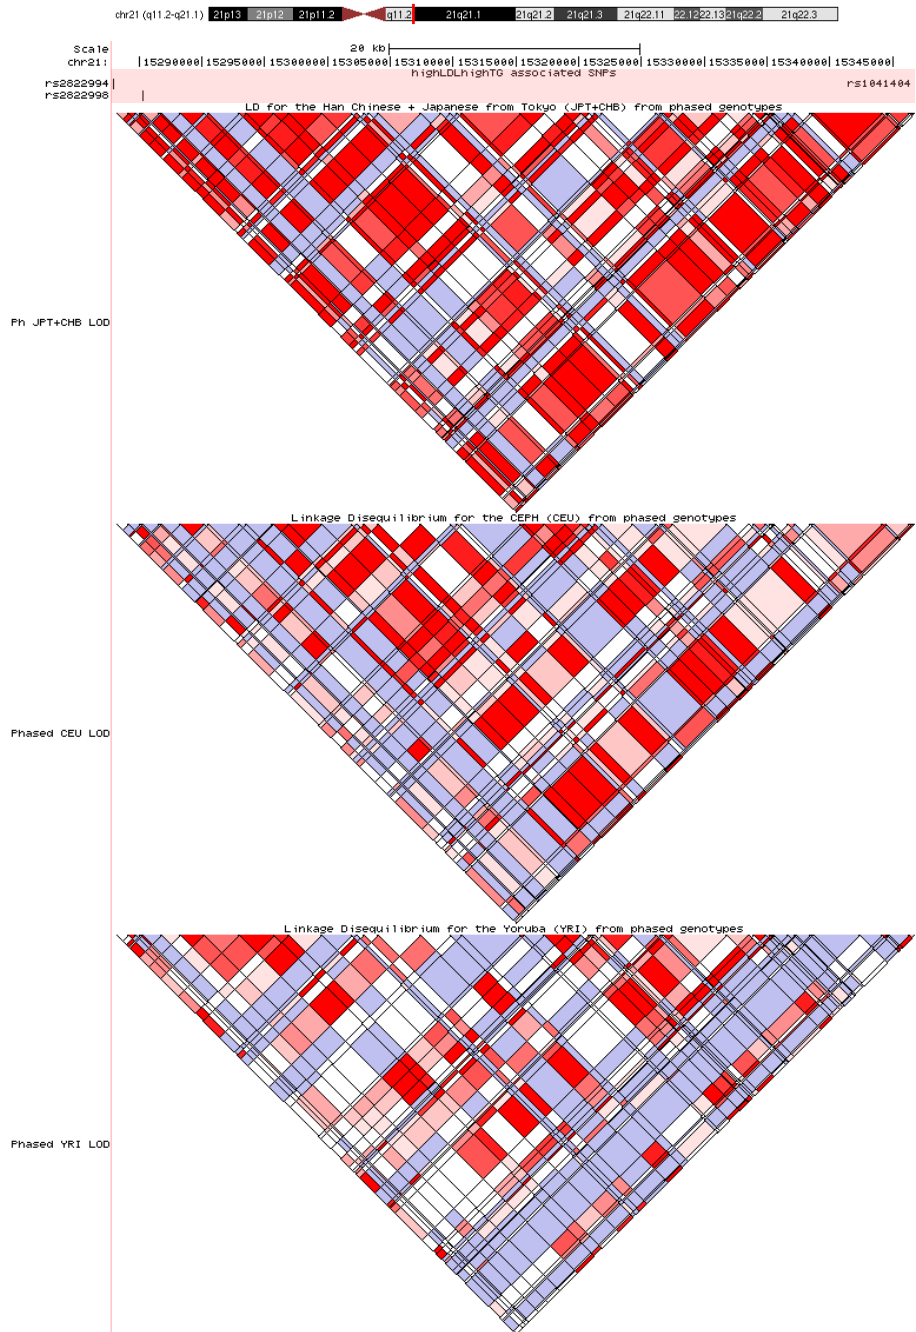 chr21 (q11.2-q21.1) 21p13 21p12 21p11.2 q11.2 21q21.1 21q21.2 21q21.3 21q22.11 22.12 22.13 21q22.2 21q22.3
Scale 20 kb
chr21: 15290000 15295000 15300000 15305000 15310000 15315000 15320000 15325000 15330000 15335000 15340000 15345000
highLDLhighTG associated SNPs
rs2822994 rs1041404
rs2822998
LD for the Han Chinese + Japanese from Tokyo (JPT+CHB) from phased genotypes
Ph JPT+CHB LOD
Linkage Disequilibrium for the CEPH (CEU) from phased genotypes
Phased CEU LOD
Linkage Disequilibrium for the Yoruba (YRI) from phased genotypes
Phased YRI LOD